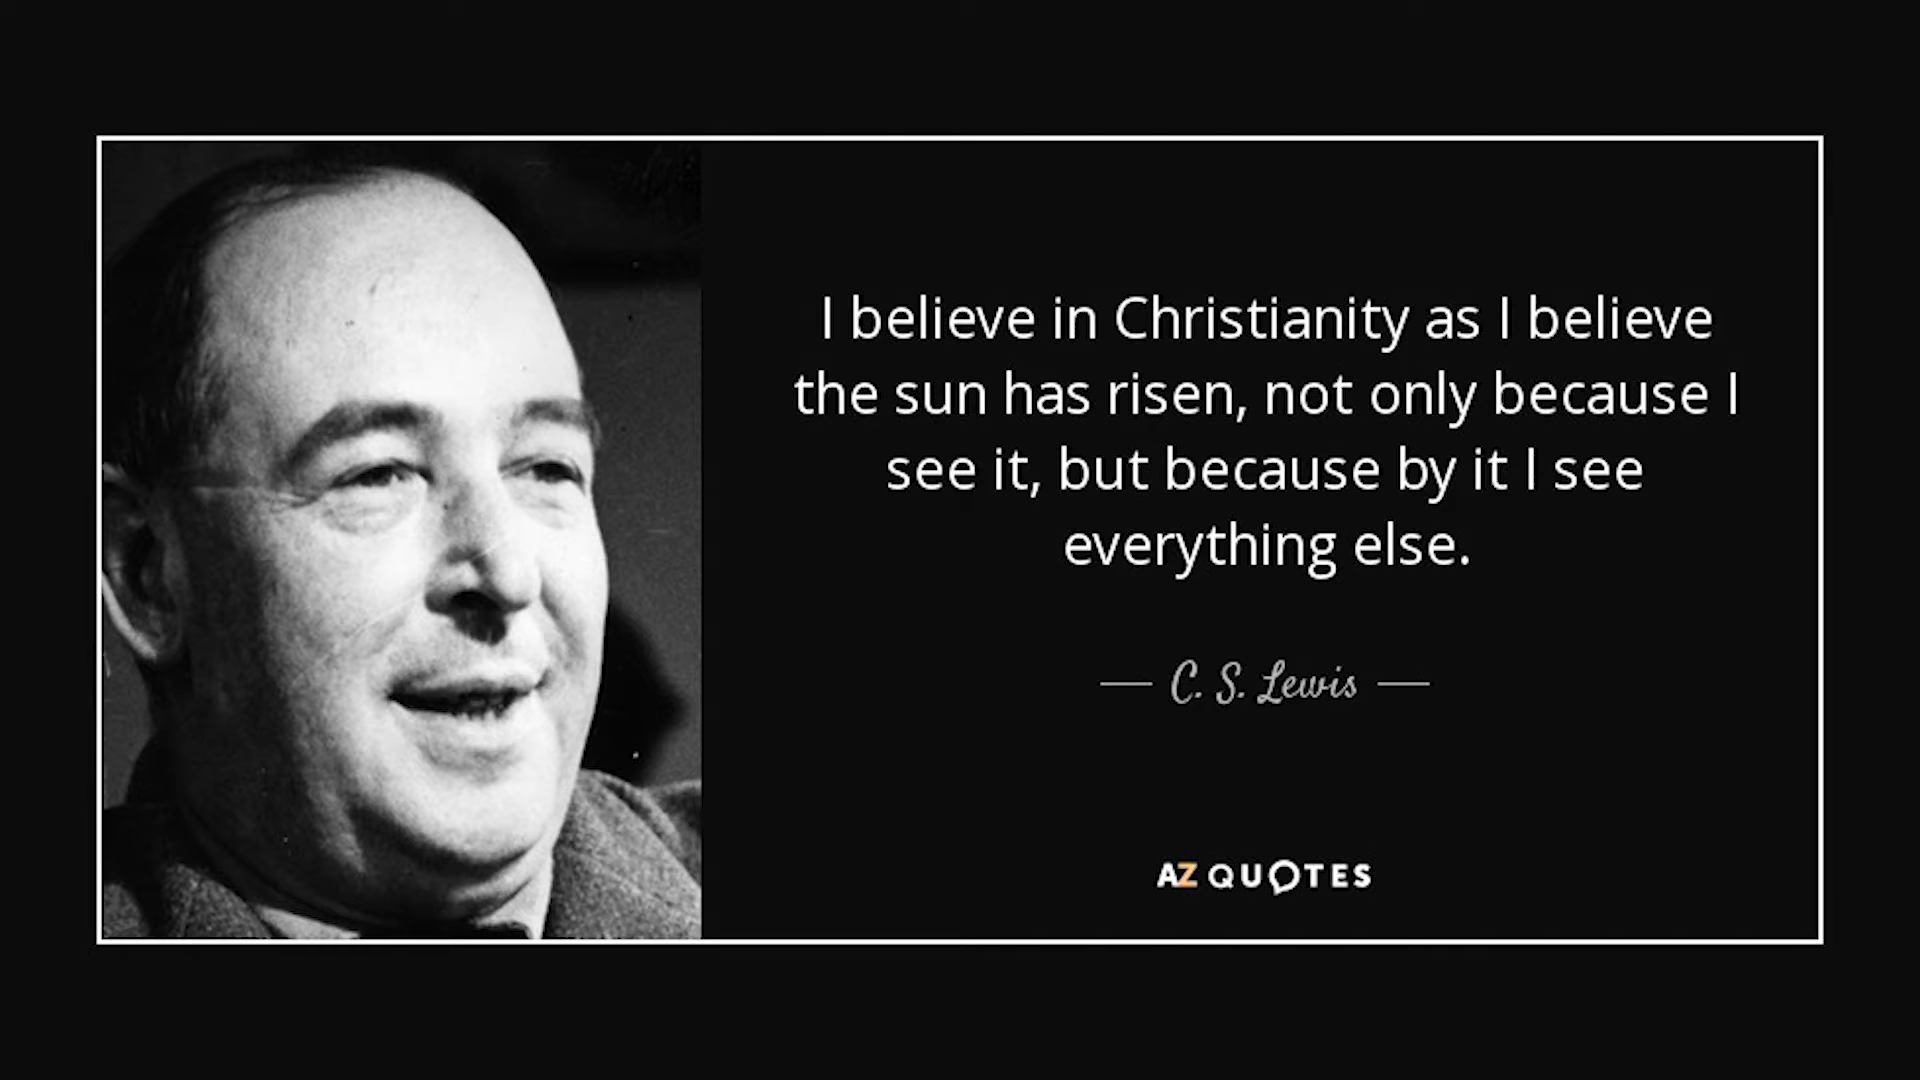 I believe in Christianity as I believe
the sun has risen, not only because I
see it, but because by it I see
everything else.
— C. S. Lewis —
AZ QUOTES